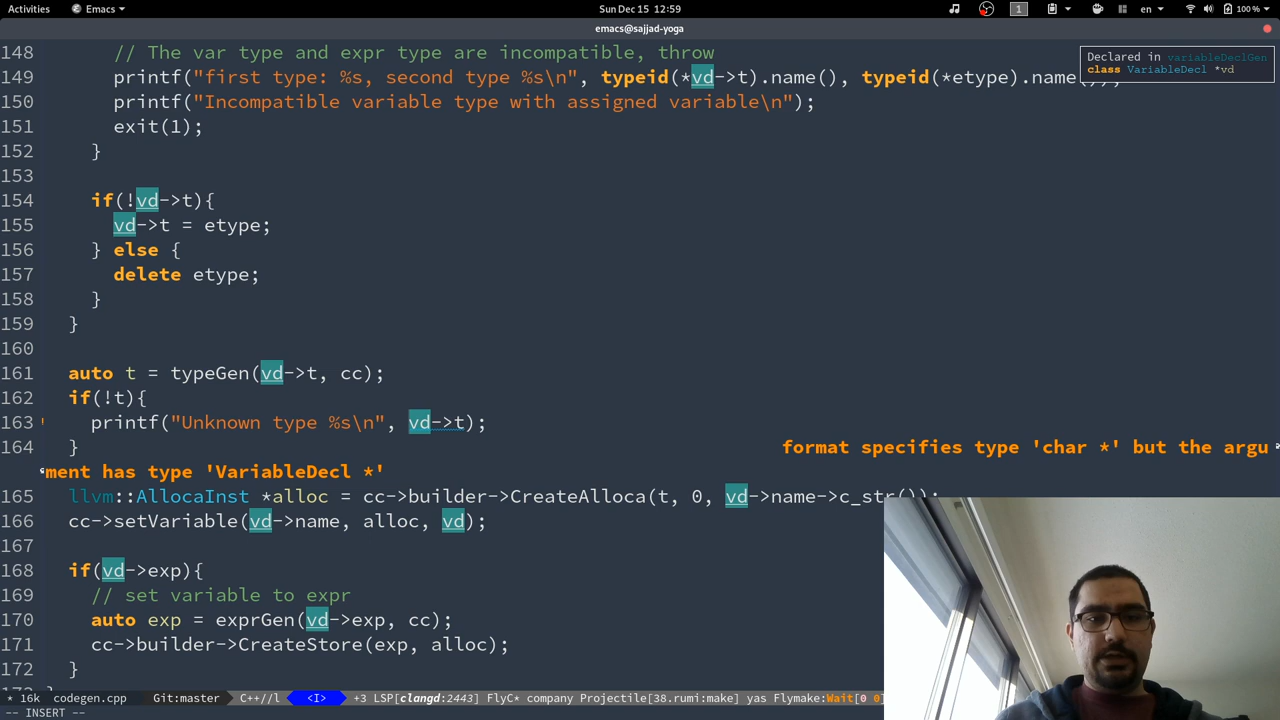 Activities Emacs Sun Dec 15 12:59 1 en 100 %
emacs@sajjad-yoga
148 // The var type and expr type are incompatible, throw
149 printf("first type: %s, second type %s\n", typeid(*vd->t).name(), typeid(*etype).name());
Declared in variableDeclGen
class VariableDecl *vd
150 printf("Incompatible variable type with assigned variable\n");
151 exit(1);
152 }
153
154 if(!vd->t){
155 vd->t = etype;
156 } else {
157 delete etype;
158 }
159 }
160
161 auto t = typeGen(vd->t, cc);
162 if(!t){
163 printf("Unknown type %s\n", vd->t);
164 } format specifies type 'char *' but the argu
ment has type 'VariableDecl *'
165 llvm::AllocaInst *alloc = cc->builder->CreateAlloca(t, 0, vd->name->c_str());
166 cc->setVariable(vd->name, alloc, vd);
167
168 if(vd->exp){
169 // set variable to expr
170 auto exp = exprGen(vd->exp, cc);
171 cc->builder->CreateStore(exp, alloc);
172 }
* 16k codegen.cpp Git:master C++//l <I> +3 LSP[clangd:2443] FlyC* company Projectile[38.rumi:make] yas Flymake:Wait[0 0]
-- INSERT --